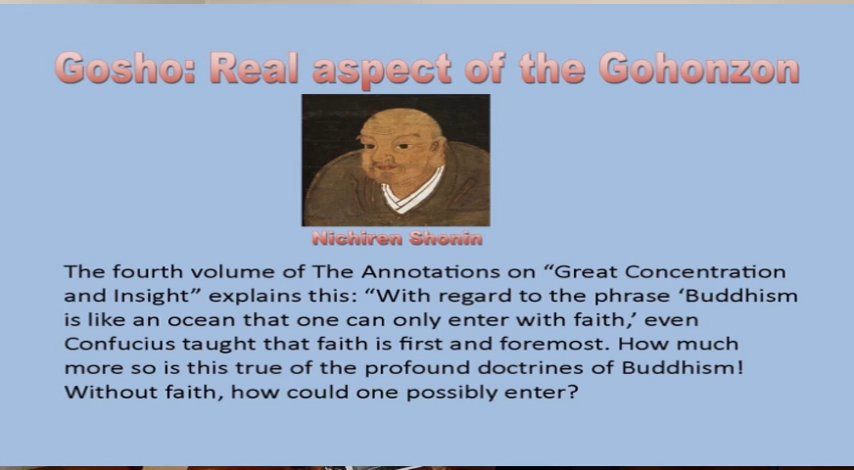 Gosho: Real aspect of the Gohonzon
Nichiren Shonin
The fourth volume of The Annotations on “Great Concentration
and Insight” explains this: “With regard to the phrase ‘Buddhism
is like an ocean that one can only enter with faith,’ even
Confucius taught that faith is first and foremost. How much
more so is this true of the profound doctrines of Buddhism!
Without faith, how could one possibly enter?